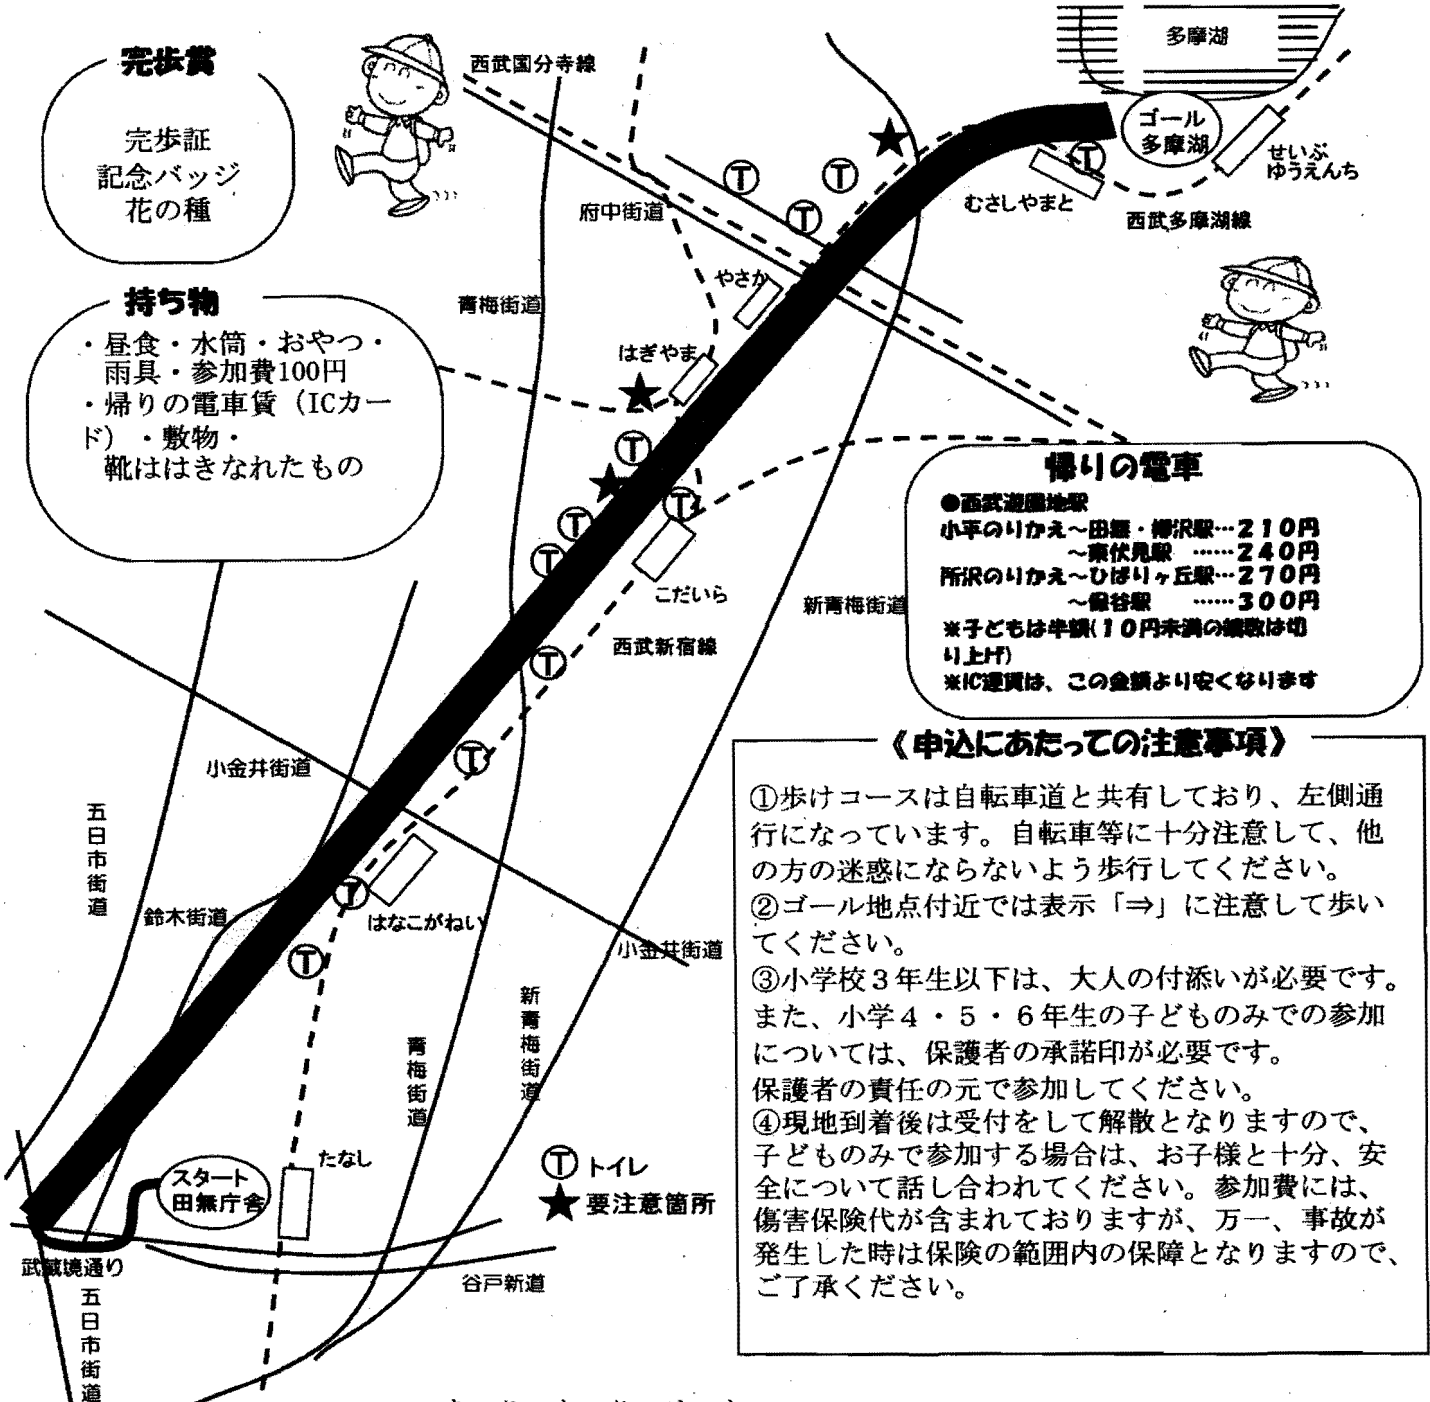 完歩賞
完歩証
記念バッジ
花の種
持ち物
・昼食・水筒・おやつ・
雨具・参加費100円
・帰りの電車賃（ICカー
ド）・敷物・
靴ははきなれたもの
西武国分寺線
府中街道
青梅街道
多摩湖
ゴール
多摩湖
せいぶ
ゆうえんち
むさしやまと
西武多摩湖線
Ⓣ
Ⓣ
Ⓣ
Ⓣ
やさか
はぎやま
Ⓣ
Ⓣ
Ⓣ
Ⓣ
こだいら
新青梅街道
西武新宿線
Ⓣ
Ⓣ
小金井街道
五日市街道
鈴木街道
Ⓣ
はなこがねい
Ⓣ
小金井街道
新青梅街道
青梅街道
たなし
スタート
田無庁舎
武蔵境通り
谷戸新道
五日市街道
Ⓣトイレ
★要注意箇所
帰りの電車
●西武遊園地駅
小平のりかえ～田無・柳沢駅…２１０円
～東伏見駅 ……２４０円
所沢のりかえ～ひばりヶ丘駅…２７０円
～保谷駅 ……３００円
※子どもは半額(１０円未満の端数は切
り上げ)
※IC運賃は、この金額より安くなります
《申込にあたっての注意事項》
①歩けコースは自転車道と共有しており、左側通
行になっています。自転車等に十分注意して、他
の方の迷惑にならないよう歩行してください。
②ゴール地点付近では表示「⇒」に注意して歩い
てください。
③小学校３年生以下は、大人の付添いが必要です。
また、小学４・５・６年生の子どものみでの参加
については、保護者の承諾印が必要です。
保護者の責任の元で参加してください。
④現地到着後は受付をして解散となりますので、
子どものみで参加する場合は、お子様と十分、安
全について話し合われてください。参加費には、
傷害保険代が含まれておりますが、万一、事故が
発生した時は保険の範囲内の保障となりますので、
ご了承ください。